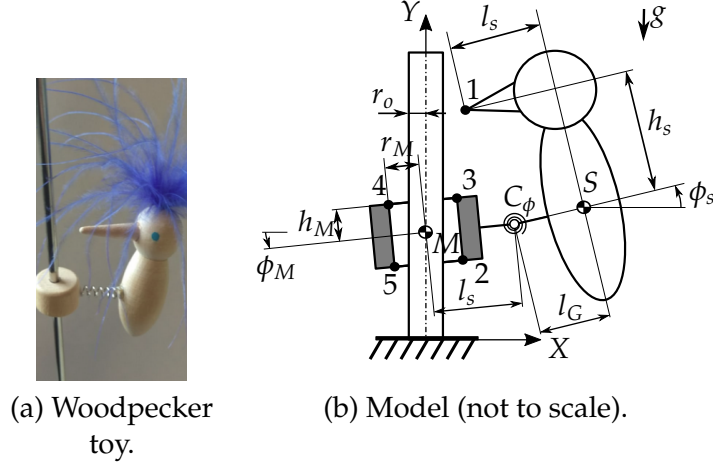 Y
l_s
g
1
r_o
h_s
r_M
4
3
C_ϕ
S
ϕ_s
h_M
M
ϕ_M
5
2
l_s
l_G
X
(a) Woodpecker
toy.
(b) Model (not to scale).